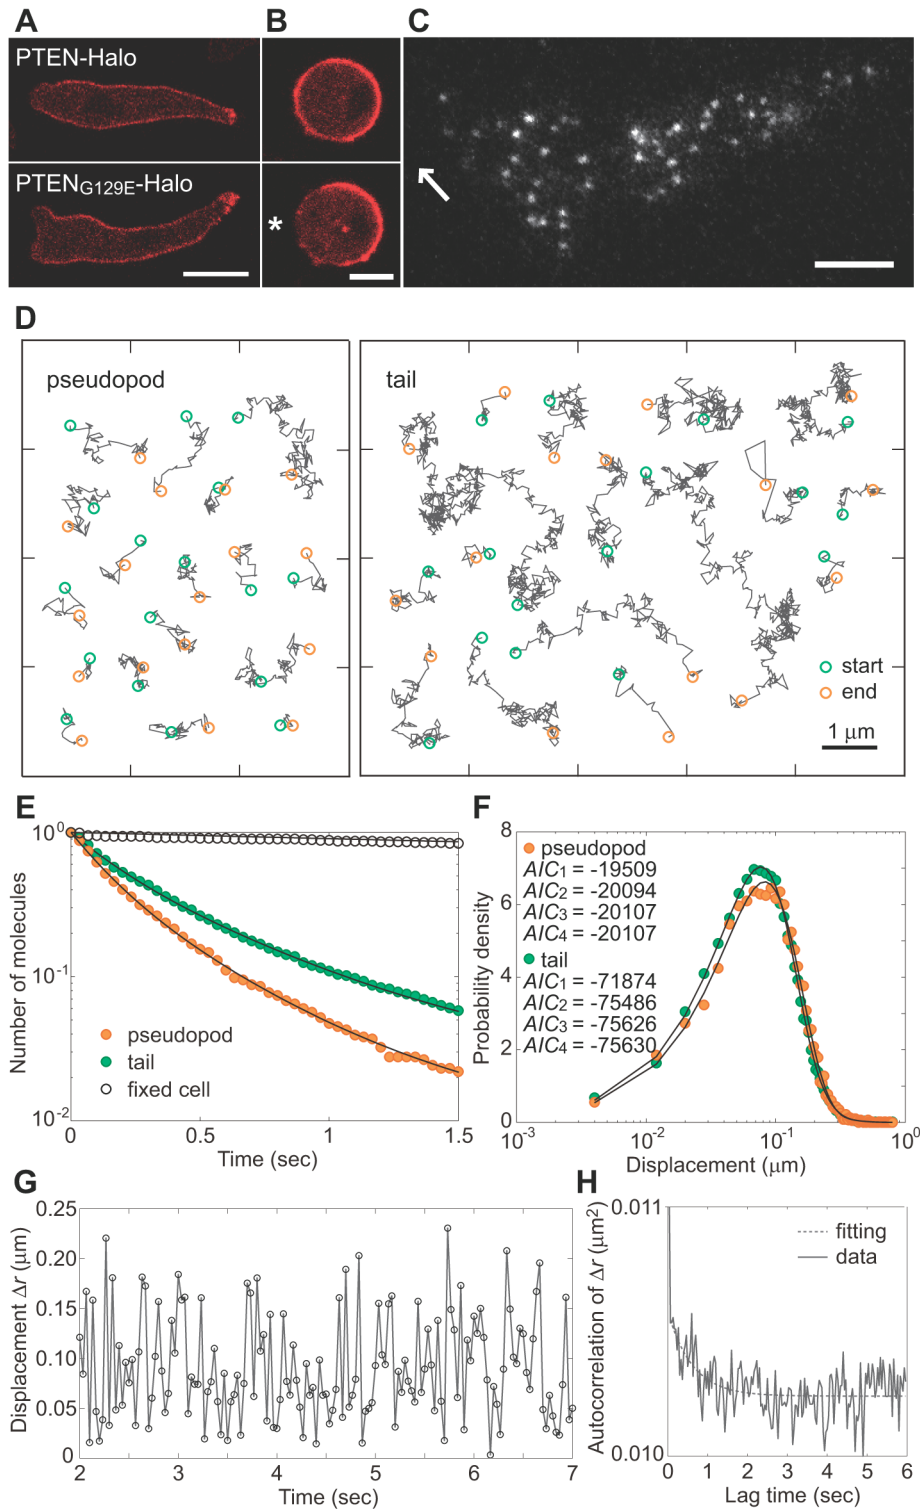 A
B
C
PTEN-Halo
PTENG129E-Halo
*
D
pseudopod
tail
start
end
1 μm
E
F
10^0
10^-1
10^-2
Number of molecules
pseudopod
tail
fixed cell
0
0.5
1
1.5
Time (sec)
8
6
4
2
0
Probability density
pseudopod
AIC1 = -19509
AIC2 = -20094
AIC3 = -20107
AIC4 = -20107
tail
AIC1 = -71874
AIC2 = -75486
AIC3 = -75626
AIC4 = -75630
10^-3
10^-2
10^-1
10^0
Displacement (μm)
G
H
0.25
0.20
0.15
0.10
0.05
0
Displacement Δr (μm)
2
3
4
5
6
7
Time (sec)
0.011
0.010
Autocorrelation of Δr (μm²)
fitting
data
0
1
2
3
4
5
6
Lag time (sec)